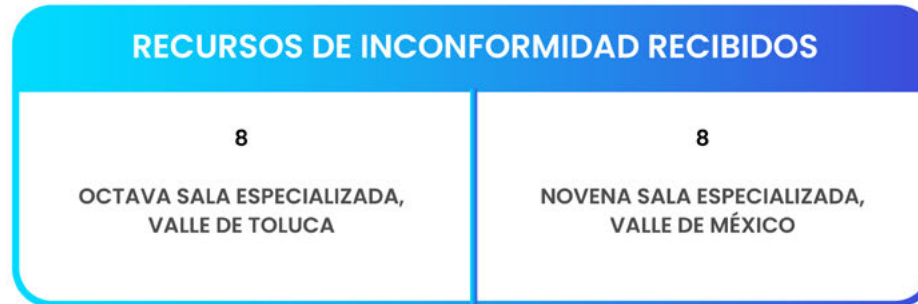 RECURSOS DE INCONFORMIDAD RECIBIDOS
8
OCTAVA SALA ESPECIALIZADA,
VALLE DE TOLUCA
8
NOVENA SALA ESPECIALIZADA,
VALLE DE MÉXICO